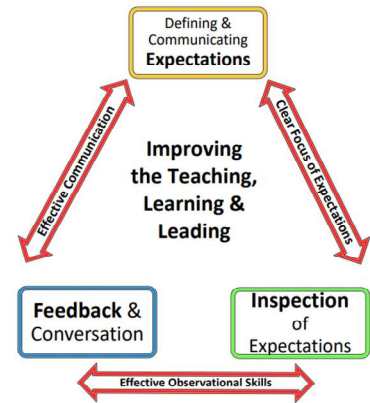 Defining &
Communicating
Expectations
Effective Communication
Clear Focus of Expectations
Improving
the Teaching,
Learning &
Leading
Feedback &
Conversation
Inspection
of
Expectations
Effective Observational Skills